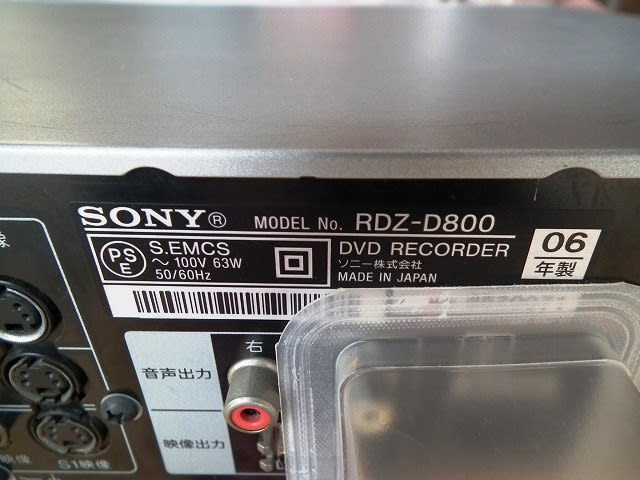 SONY® MODEL No. RDZ-D800
PS E S.EMCS
～ 100V 63W
50/60Hz
DVD RECORDER
ソニー株式会社
MADE IN JAPAN
06
年製
右
音声出力
映像出力
S1映像